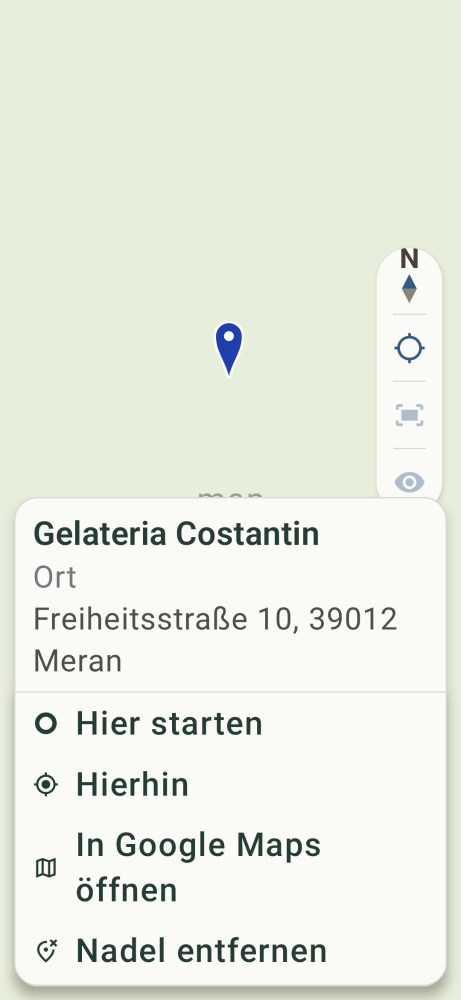 N
Gelateria Costantin
Ort
Freiheitsstraße 10, 39012
Meran
Hier starten
Hierhin
In Google Maps
öffnen
Nadel entfernen